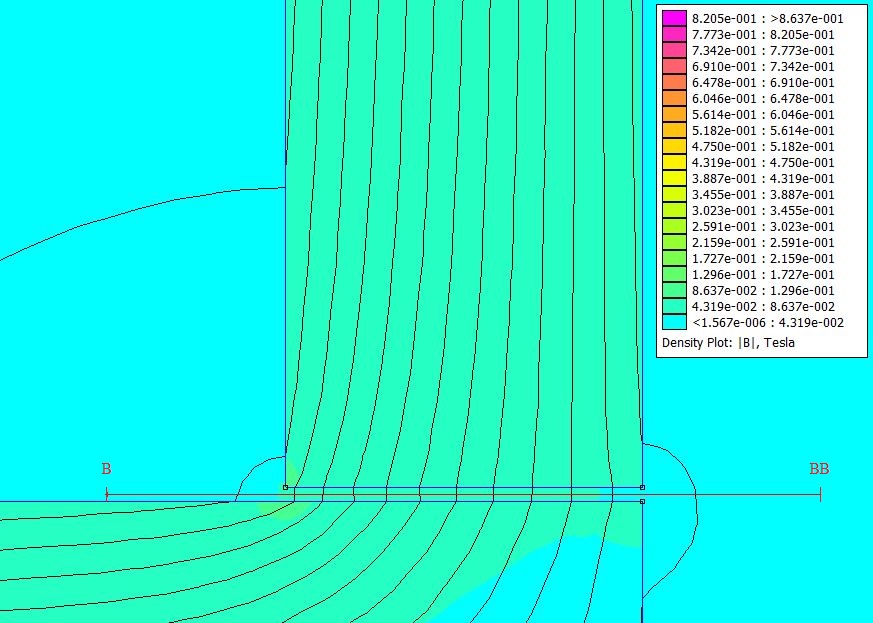 8.205e-001 : >8.637e-001
7.773e-001 : 8.205e-001
7.342e-001 : 7.773e-001
6.910e-001 : 7.342e-001
6.478e-001 : 6.910e-001
6.046e-001 : 6.478e-001
5.614e-001 : 6.046e-001
5.182e-001 : 5.614e-001
4.750e-001 : 5.182e-001
4.319e-001 : 4.750e-001
3.887e-001 : 4.319e-001
3.455e-001 : 3.887e-001
3.023e-001 : 3.455e-001
2.591e-001 : 3.023e-001
2.159e-001 : 2.591e-001
1.727e-001 : 2.159e-001
1.296e-001 : 1.727e-001
8.637e-002 : 1.296e-001
4.319e-002 : 8.637e-002
<1.567e-006 : 4.319e-002
Density Plot: |B|, Tesla
B
BB